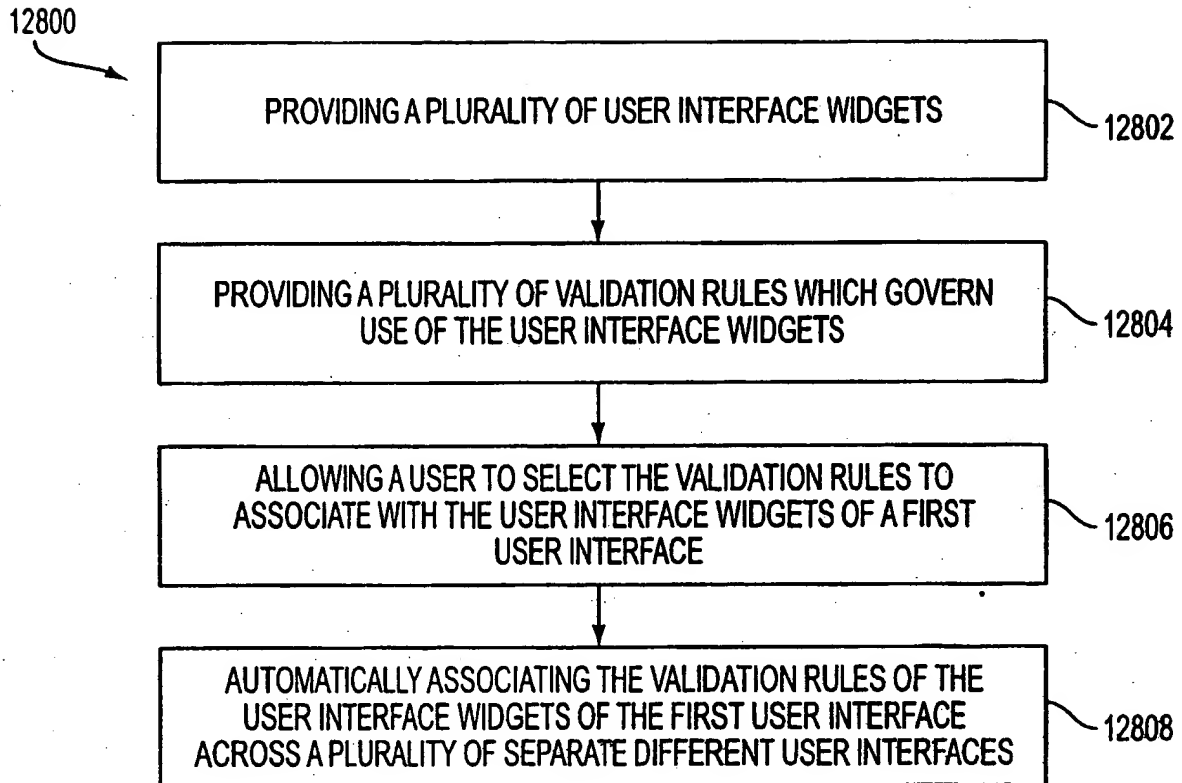 12800
PROVIDING A PLURALITY OF USER INTERFACE WIDGETS
12802
PROVIDING A PLURALITY OF VALIDATION RULES WHICH GOVERN
USE OF THE USER INTERFACE WIDGETS
12804
ALLOWING A USER TO SELECT THE VALIDATION RULES TO
ASSOCIATE WITH THE USER INTERFACE WIDGETS OF A FIRST
USER INTERFACE
12806
AUTOMATICALLY ASSOCIATING THE VALIDATION RULES OF THE
USER INTERFACE WIDGETS OF THE FIRST USER INTERFACE
ACROSS A PLURALITY OF SEPARATE DIFFERENT USER INTERFACES
12808